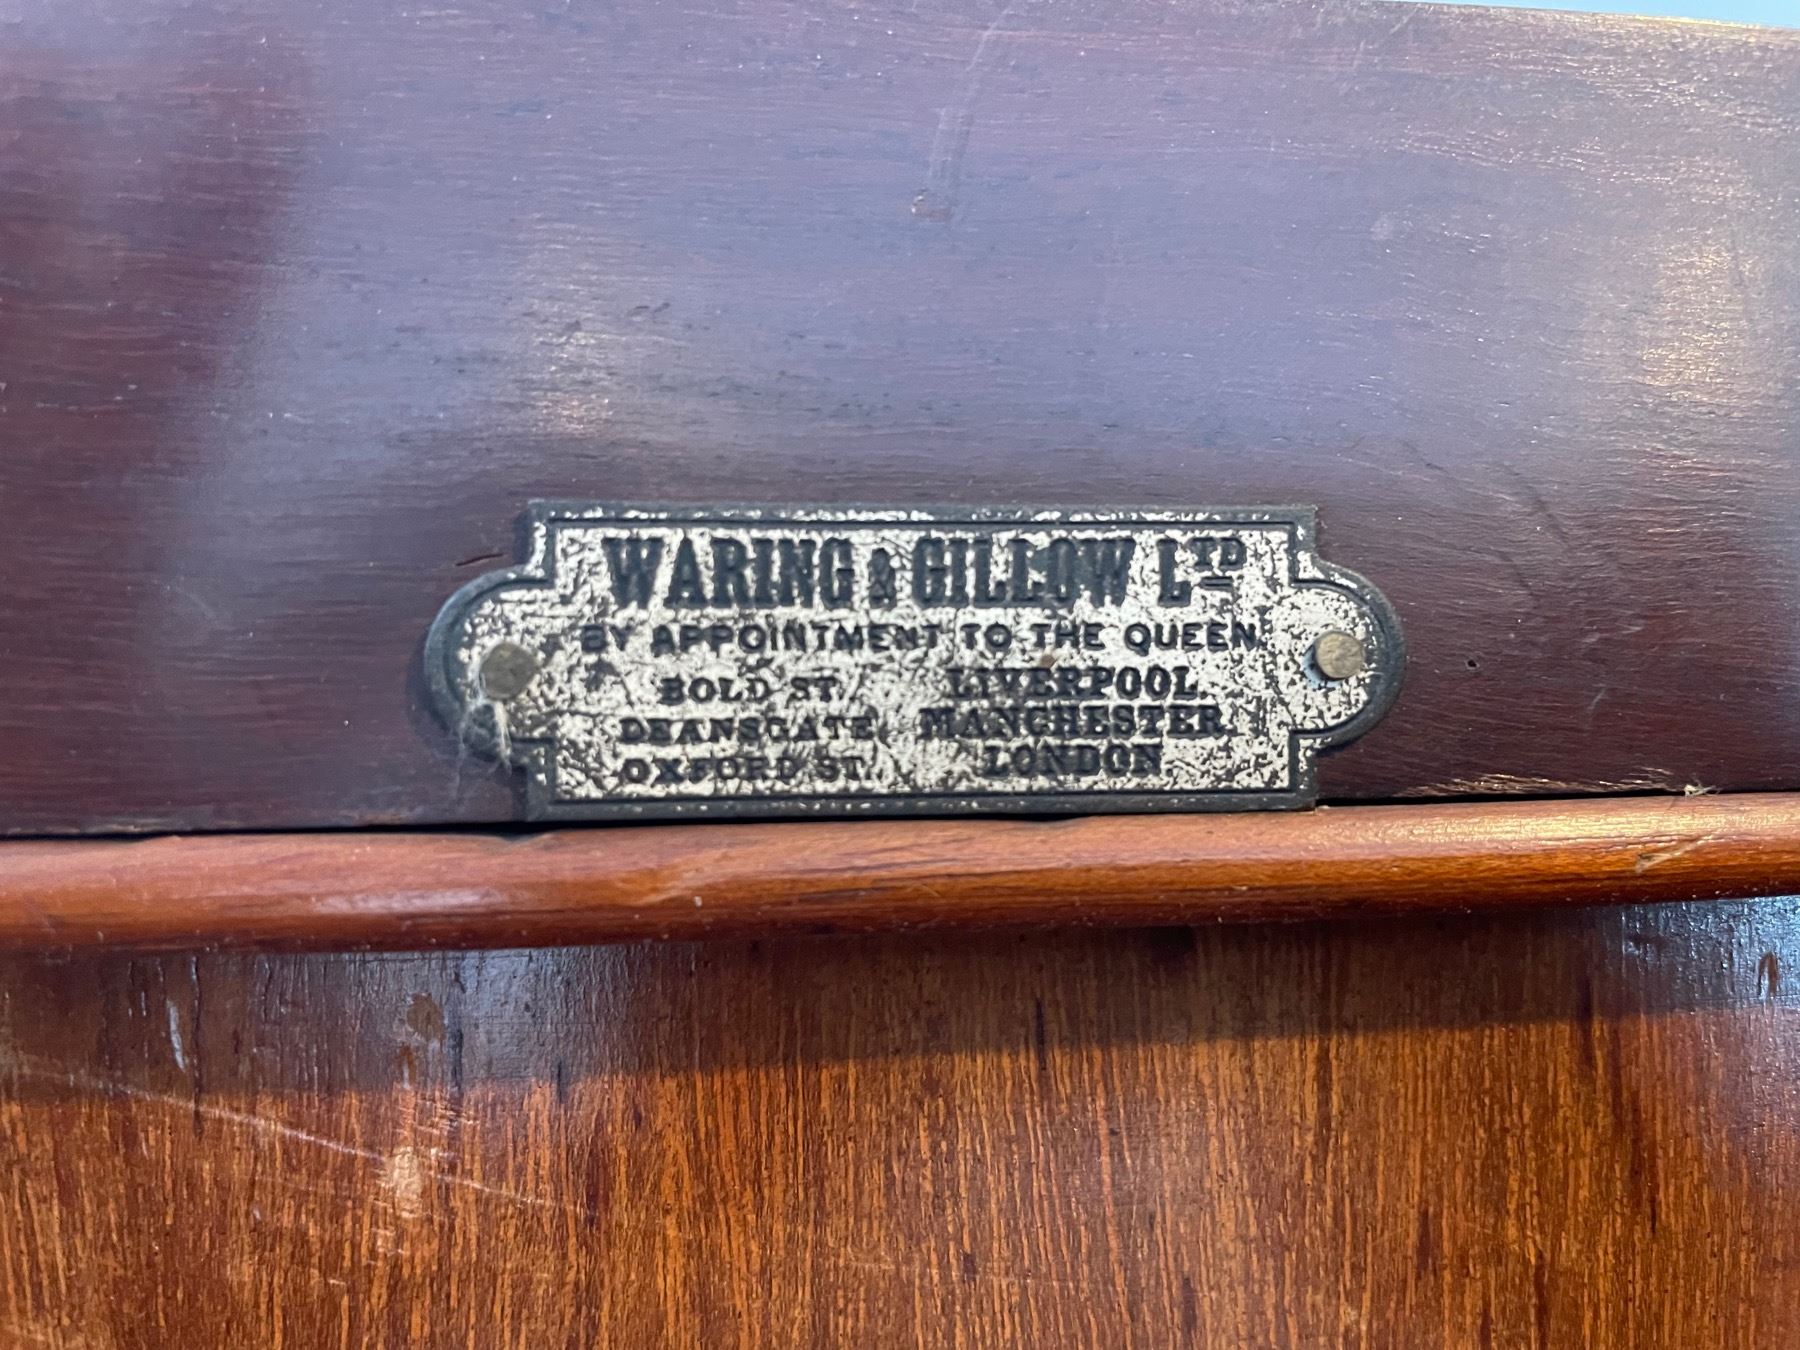 WARING & GILLOW LTD
BY APPOINTMENT TO THE QUEEN
BOLD ST. LIVERPOOL
DEANSGATE MANCHESTER
OXFORD ST. LONDON